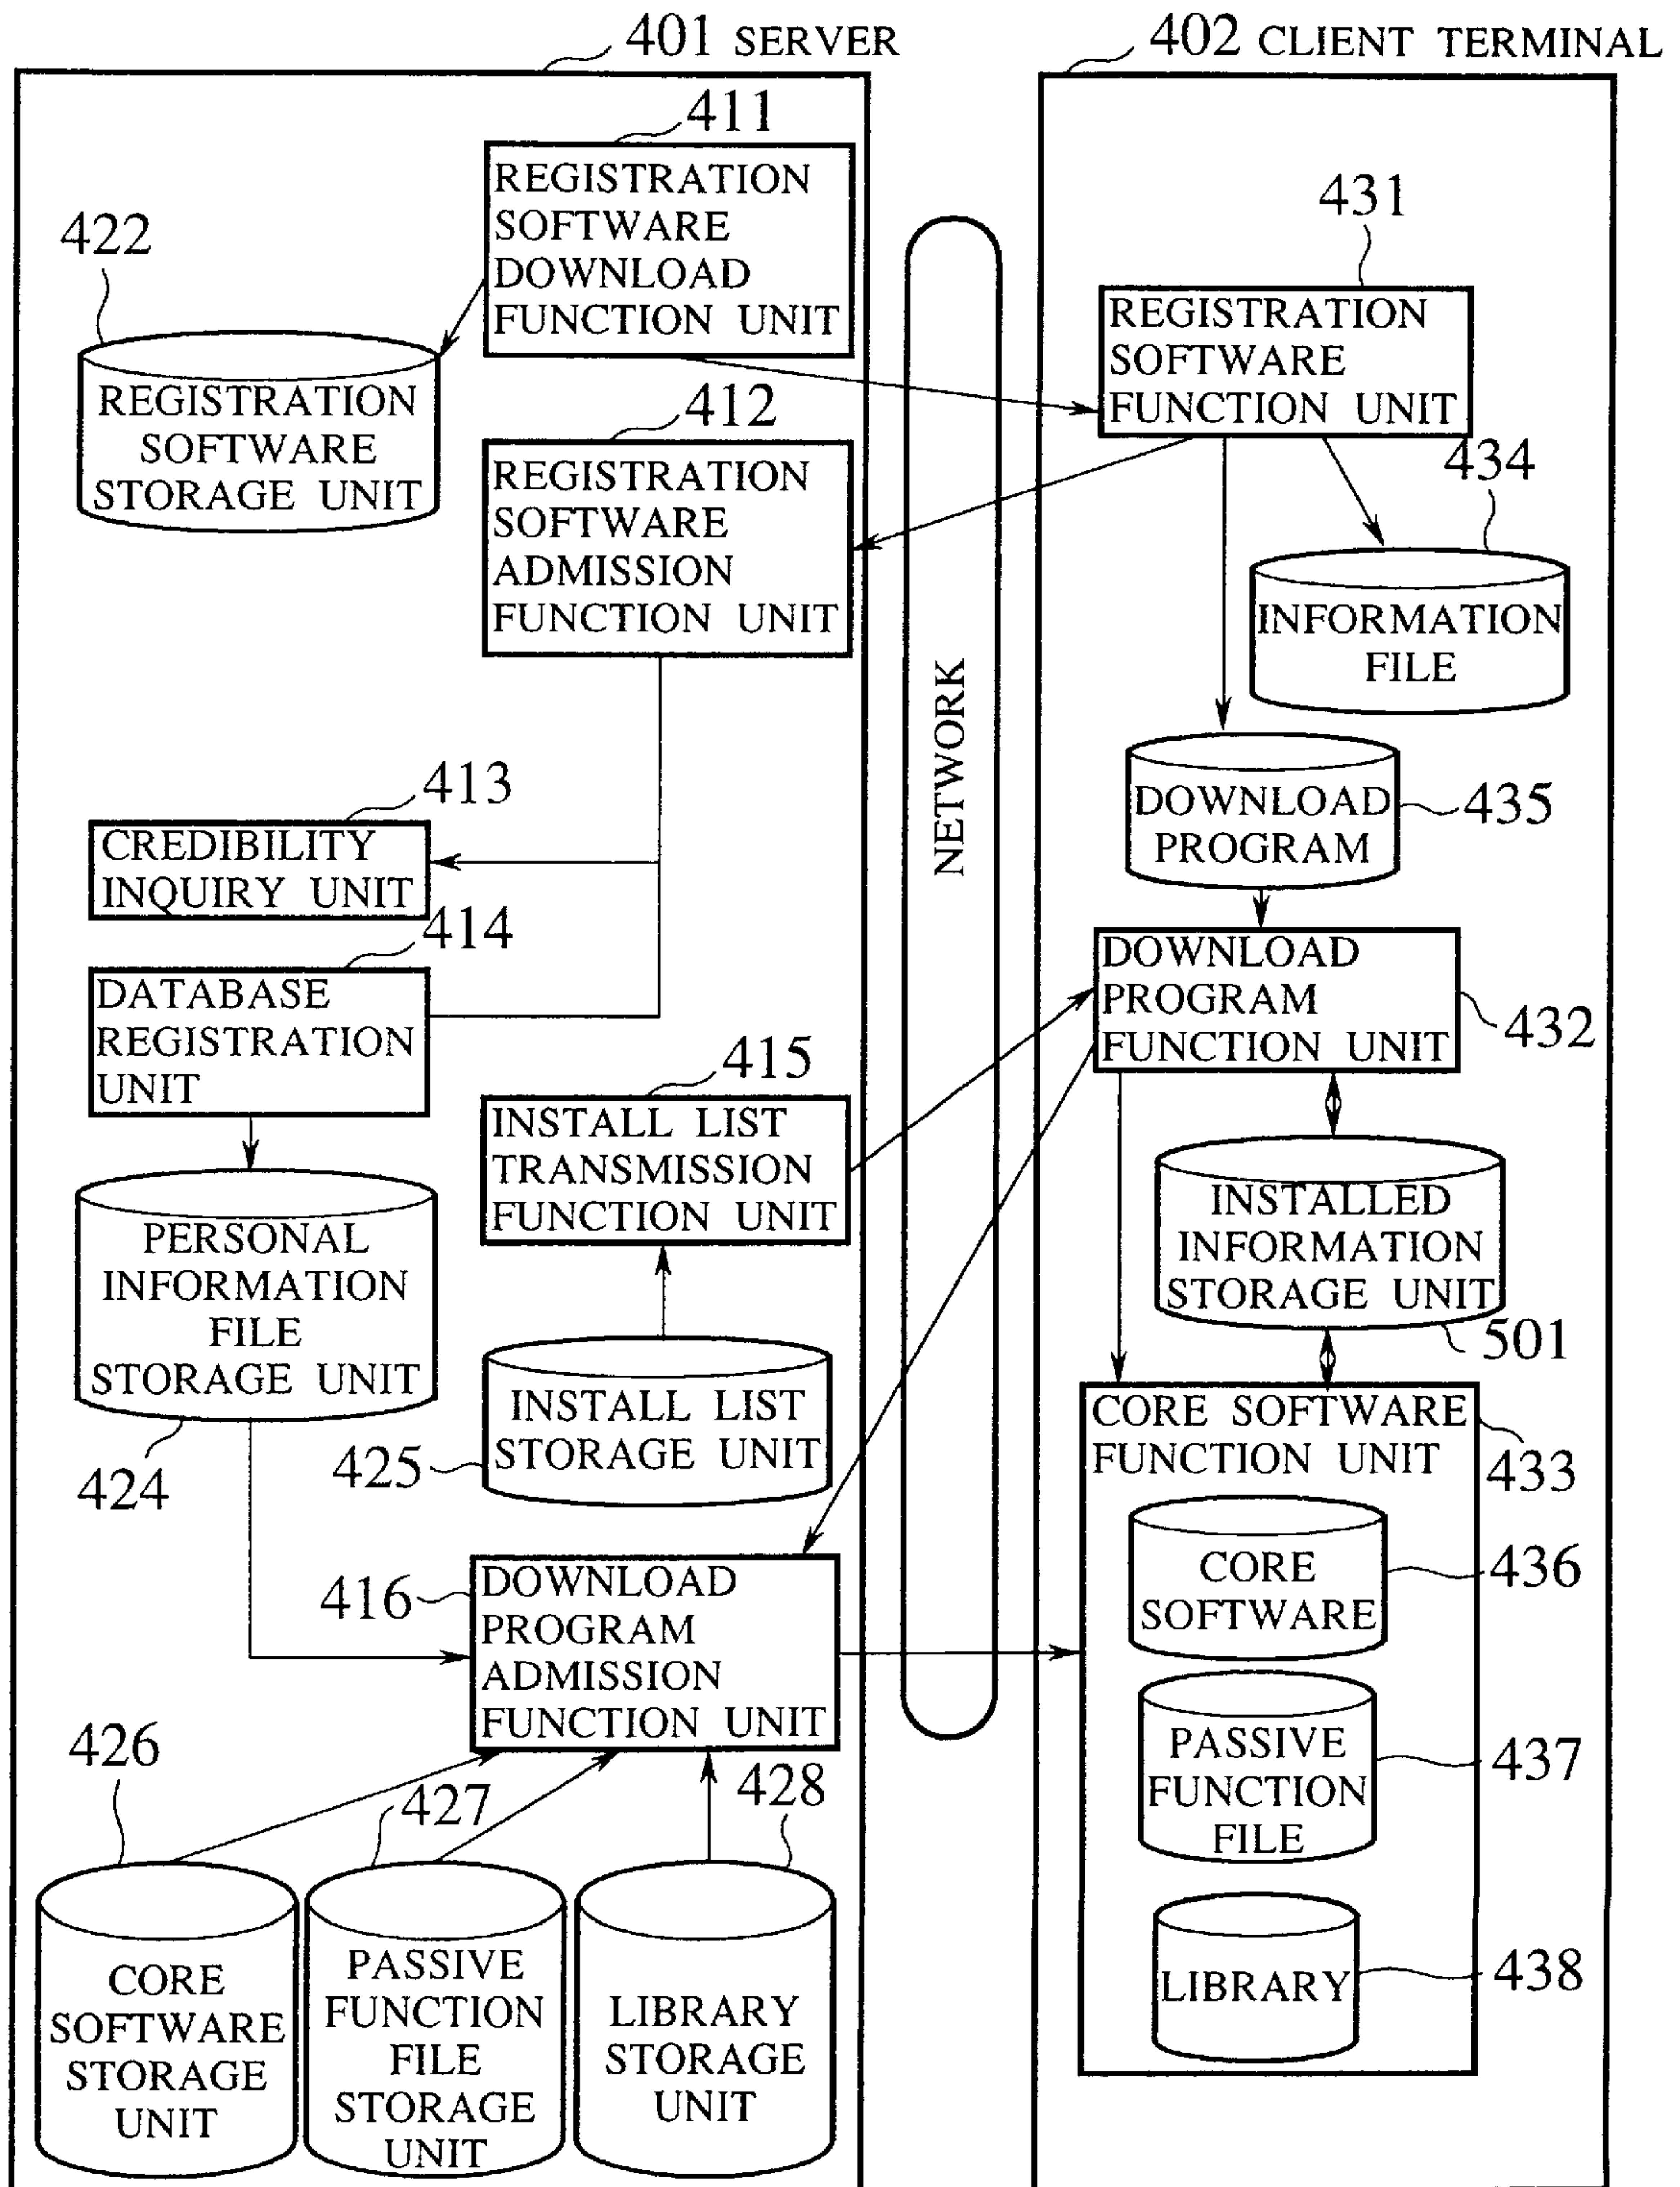 401 SERVER
411
REGISTRATION
SOFTWARE
DOWNLOAD
FUNCTION UNIT
422
REGISTRATION
SOFTWARE
STORAGE UNIT
412
REGISTRATION
SOFTWARE
ADMISSION
FUNCTION UNIT
413
CREDIBILITY
INQUIRY UNIT
414
DATABASE
REGISTRATION
UNIT
415
INSTALL LIST
TRANSMISSION
FUNCTION UNIT
PERSONAL
INFORMATION
FILE
STORAGE UNIT
424
INSTALL LIST
STORAGE UNIT
425
416
DOWNLOAD
PROGRAM
ADMISSION
FUNCTION UNIT
426
427
428
CORE
SOFTWARE
STORAGE
UNIT
PASSIVE
FUNCTION
FILE
STORAGE
UNIT
LIBRARY
STORAGE
UNIT
NETWORK
402 CLIENT TERMINAL
431
REGISTRATION
SOFTWARE
FUNCTION UNIT
434
INFORMATION
FILE
DOWNLOAD
PROGRAM
435
DOWNLOAD
PROGRAM
FUNCTION UNIT
432
INSTALLED
INFORMATION
STORAGE UNIT
501
CORE SOFTWARE
FUNCTION UNIT
433
CORE
SOFTWARE
436
PASSIVE
FUNCTION
FILE
437
LIBRARY
438